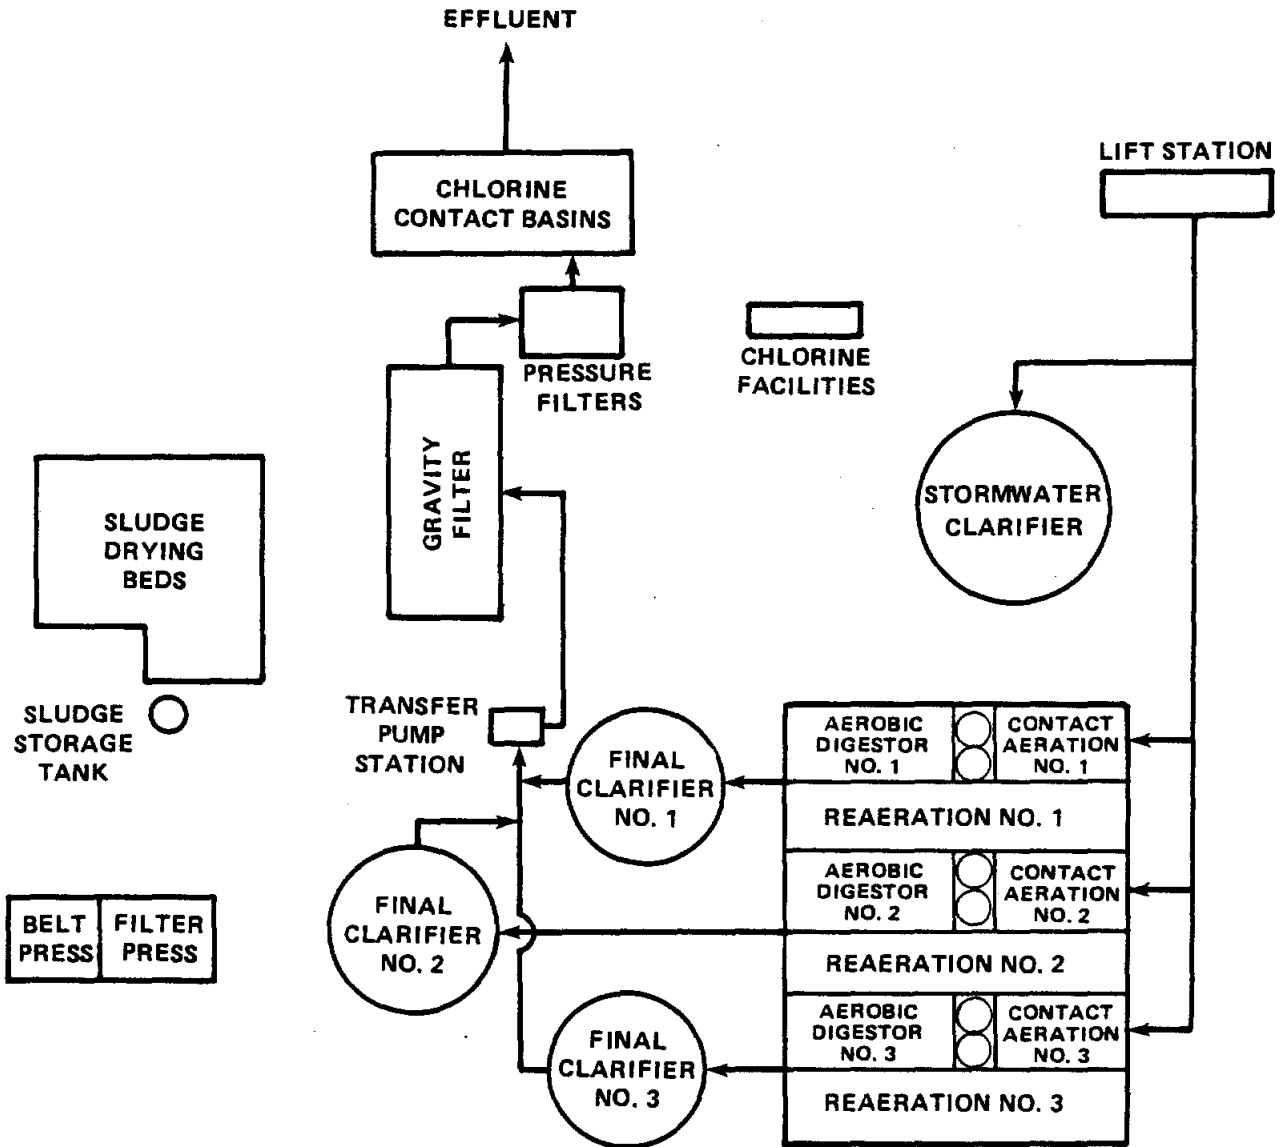 EFFLUENT
CHLORINE
CONTACT BASINS
LIFT STATION
PRESSURE
FILTERS
CHLORINE
FACILITIES
GRAVITY
FILTER
STORMWATER
CLARIFIER
SLUDGE
DRYING
BEDS
SLUDGE
STORAGE
TANK
TRANSFER
PUMP
STATION
FINAL
CLARIFIER
NO. 1
AEROBIC
DIGESTOR
NO. 1
CONTACT
AERATION
NO. 1
REAERATION NO. 1
FINAL
CLARIFIER
NO. 2
AEROBIC
DIGESTOR
NO. 2
CONTACT
AERATION
NO. 2
REAERATION NO. 2
BELT
PRESS
FILTER
PRESS
FINAL
CLARIFIER
NO. 3
AEROBIC
DIGESTOR
NO. 3
CONTACT
AERATION
NO. 3
REAERATION NO. 3